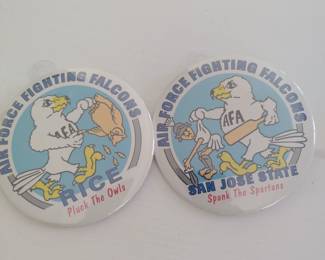 AIR FORCE FIGHTING FALCONS
AFA
RICE
Pluck The Owls
AIR FORCE FIGHTING FALCONS
AFA
SAN JOSE STATE
Spank The Spartans